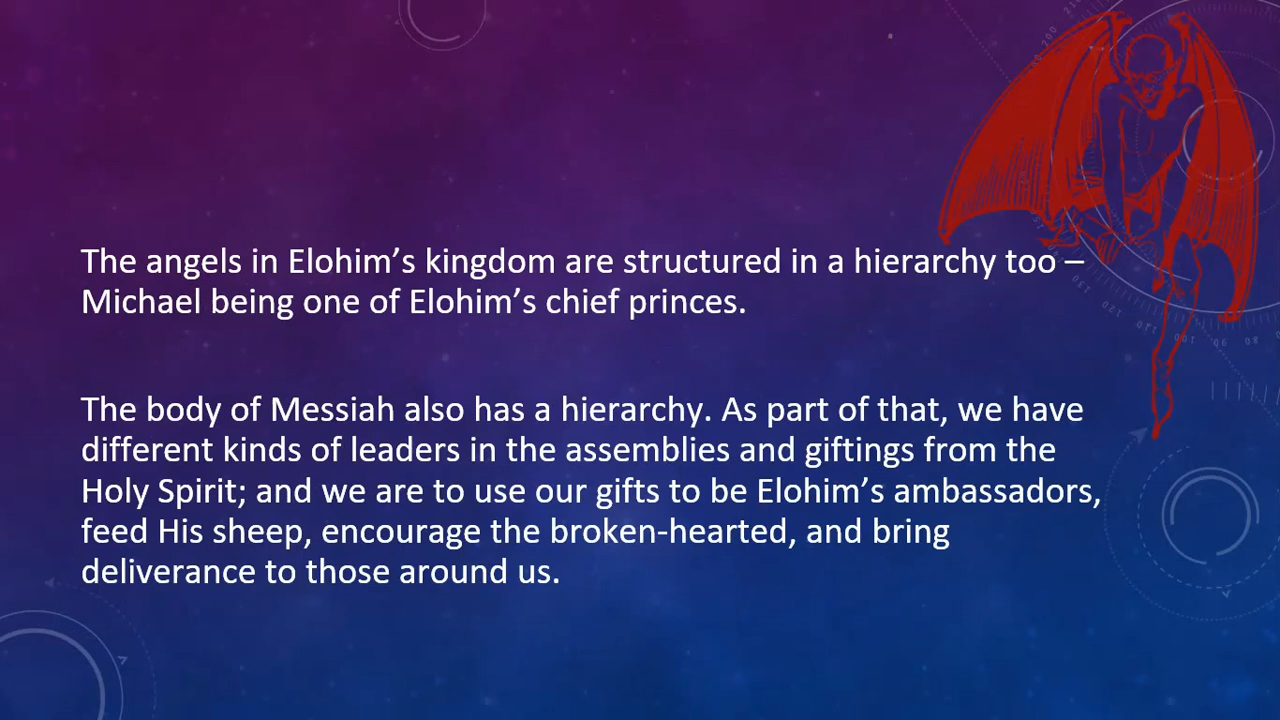 The angels in Elohim’s kingdom are structured in a hierarchy too –
Michael being one of Elohim’s chief princes.
The body of Messiah also has a hierarchy. As part of that, we have
different kinds of leaders in the assemblies and giftings from the
Holy Spirit; and we are to use our gifts to be Elohim’s ambassadors,
feed His sheep, encourage the broken-hearted, and bring
deliverance to those around us.